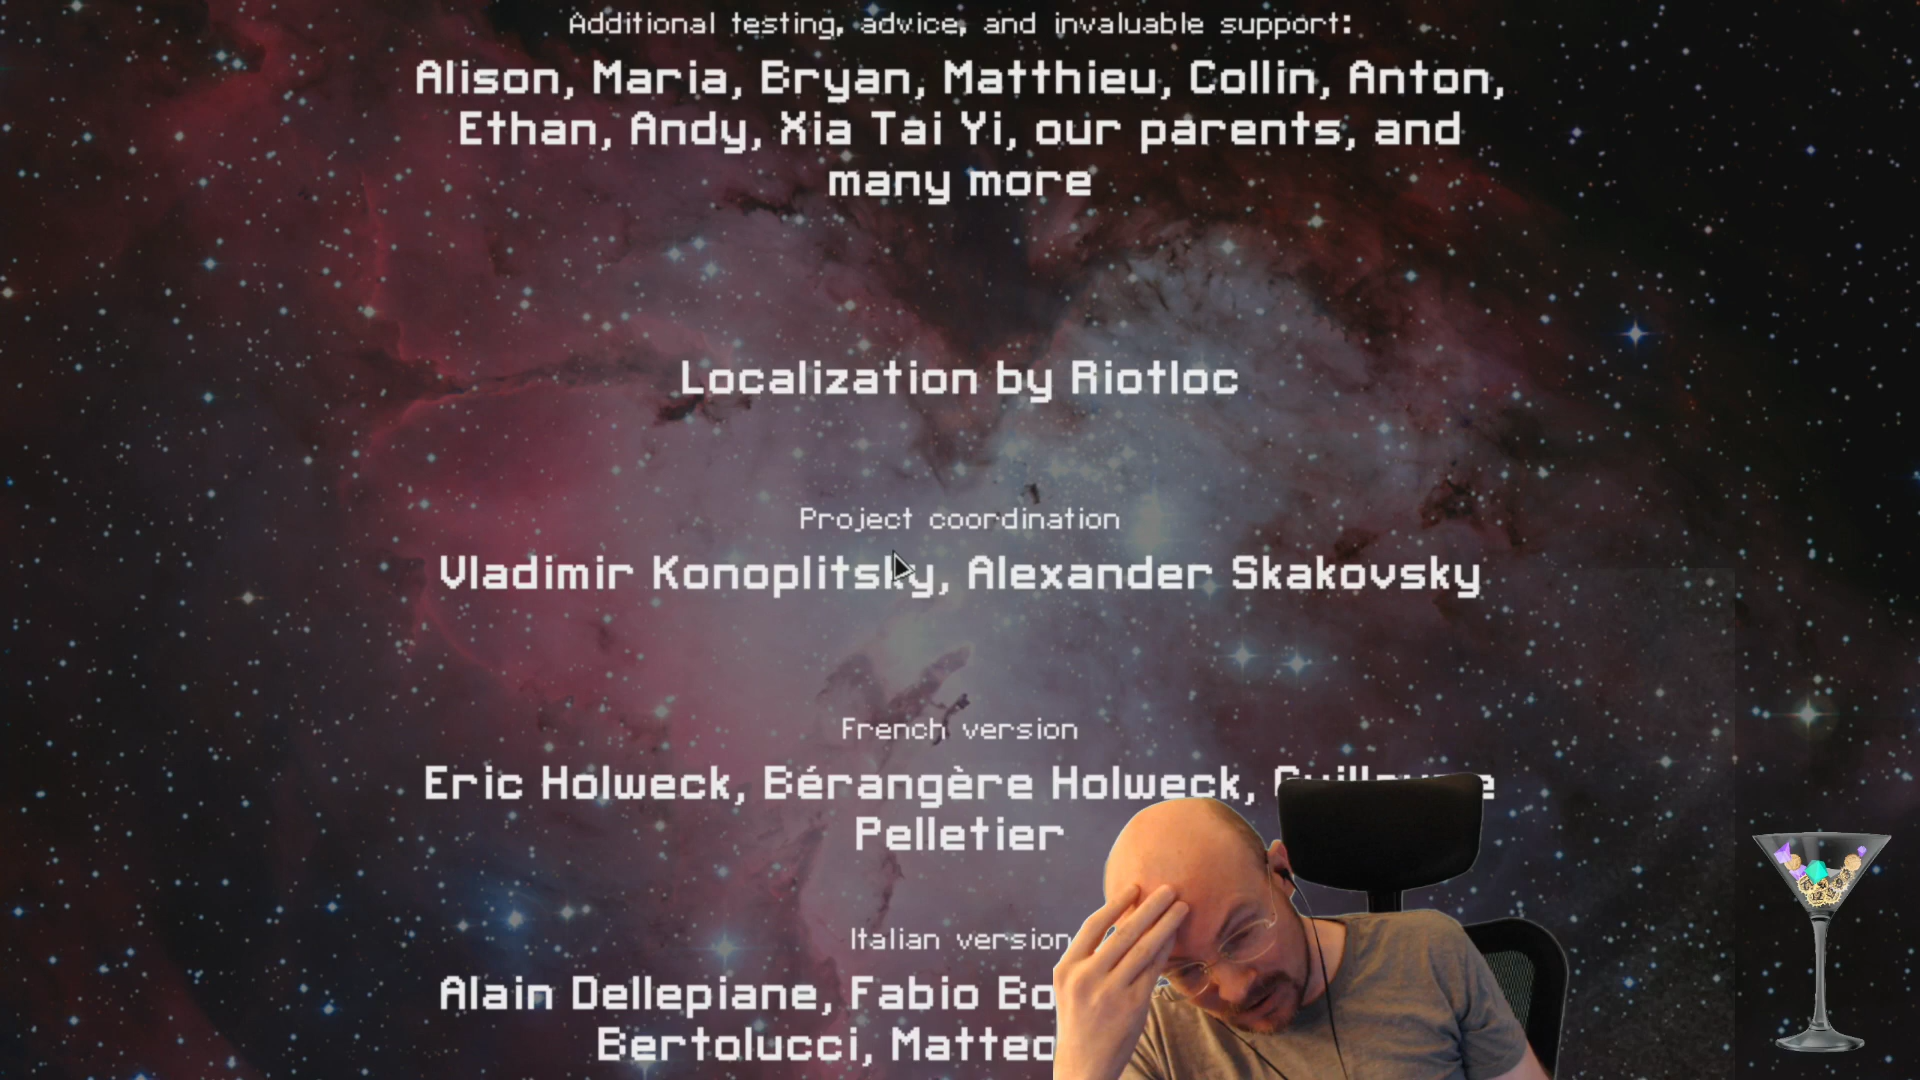 Additional testing, advice, and invaluable support:
Alison, Maria, Bryan, Matthieu, Collin, Anton,
Ethan, Andy, Xia Tai Yi, our parents, and
many more
Localization by Riotloc
Project coordination
Vladimir Konoplitsky, Alexander Skakovsky
French version
Eric Holweck, Bérangère Holweck,
Pelletier
Italian version
Alain Dellepiane, Fabio
Bertolucci, Matteo